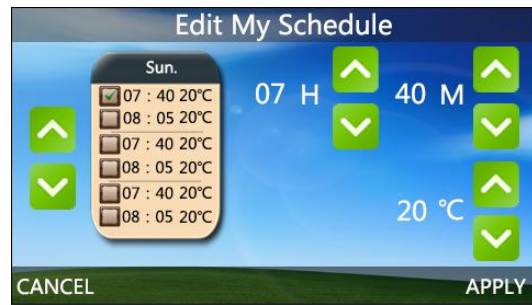 Edit My Schedule
Sun.
07 : 40 20℃
08 : 05 20℃
07 : 40 20℃
08 : 05 20℃
07 : 40 20℃
08 : 05 20℃
07 H
40 M
20 ℃
CANCEL
APPLY